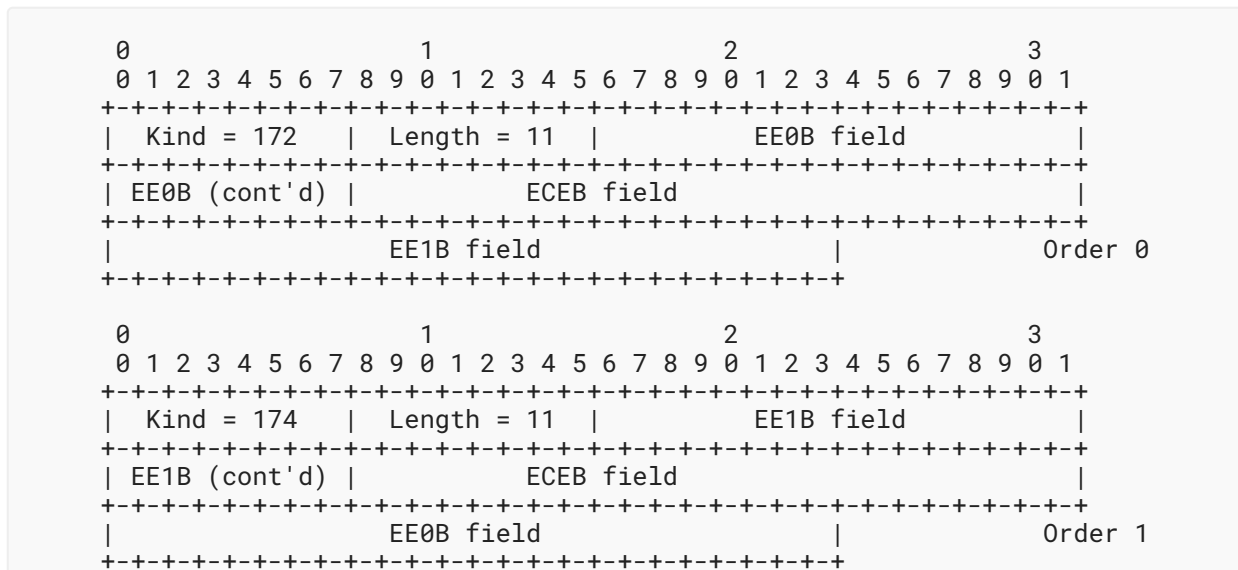 0                   1                   2                   3
 0 1 2 3 4 5 6 7 8 9 0 1 2 3 4 5 6 7 8 9 0 1 2 3 4 5 6 7 8 9 0 1
+-+-+-+-+-+-+-+-+-+-+-+-+-+-+-+-+-+-+-+-+-+-+-+-+-+-+-+-+-+-+-+-+
|  Kind = 172   |  Length = 11  |          EE0B field           |
+-+-+-+-+-+-+-+-+-+-+-+-+-+-+-+-+-+-+-+-+-+-+-+-+-+-+-+-+-+-+-+-+
| EE0B (cont'd) |           ECEB field                          |
+-+-+-+-+-+-+-+-+-+-+-+-+-+-+-+-+-+-+-+-+-+-+-+-+-+-+-+-+-+-+-+-+
|                  EE1B field                   |             Order 0
+-+-+-+-+-+-+-+-+-+-+-+-+-+-+-+-+-+-+-+-+-+-+-+-+
 0                   1                   2                   3
 0 1 2 3 4 5 6 7 8 9 0 1 2 3 4 5 6 7 8 9 0 1 2 3 4 5 6 7 8 9 0 1
+-+-+-+-+-+-+-+-+-+-+-+-+-+-+-+-+-+-+-+-+-+-+-+-+-+-+-+-+-+-+-+-+
|  Kind = 174   |  Length = 11  |          EE1B field           |
+-+-+-+-+-+-+-+-+-+-+-+-+-+-+-+-+-+-+-+-+-+-+-+-+-+-+-+-+-+-+-+-+
| EE1B (cont'd) |           ECEB field                          |
+-+-+-+-+-+-+-+-+-+-+-+-+-+-+-+-+-+-+-+-+-+-+-+-+-+-+-+-+-+-+-+-+
|                  EE0B field                   |             Order 1
+-+-+-+-+-+-+-+-+-+-+-+-+-+-+-+-+-+-+-+-+-+-+-+-+